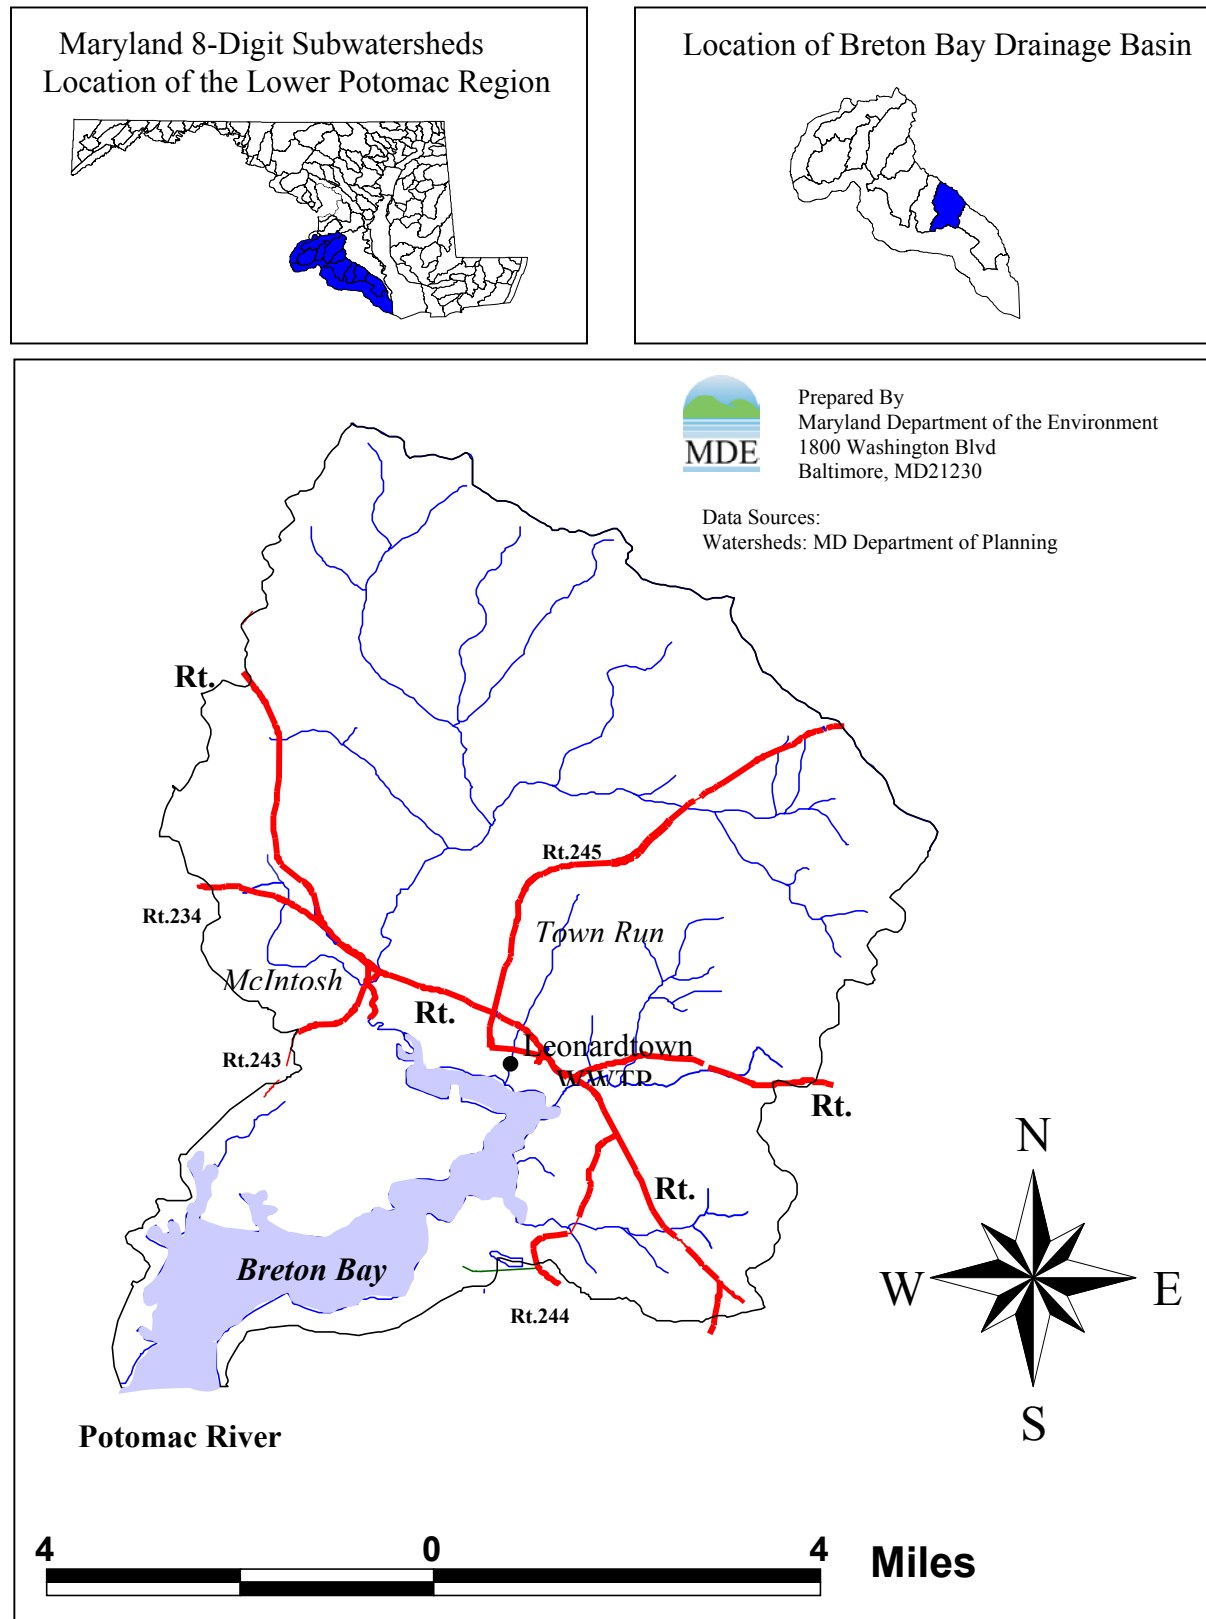 Maryland 8-Digit Subwatersheds
Location of the Lower Potomac Region
Location of Breton Bay Drainage Basin
MDE
Prepared By
Maryland Department of the Environment
1800 Washington Blvd
Baltimore, MD21230
Data Sources:
Watersheds: MD Department of Planning
Rt.
Rt.245
Rt.234
Town Run
McIntosh
Rt.
Leonardtown
WWTP
Rt.243
Rt.
Rt.
Breton Bay
Rt.244
N
W
E
S
Potomac River
4
0
4
Miles